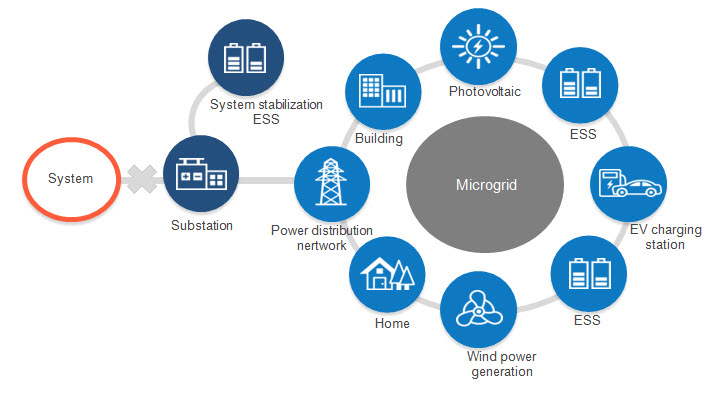 System stabilization
ESS
System
Substation
Building
Photovoltaic
ESS
Microgrid
Power distribution
nertwork
EV charging
station
Home
Wind power
generation
ESS